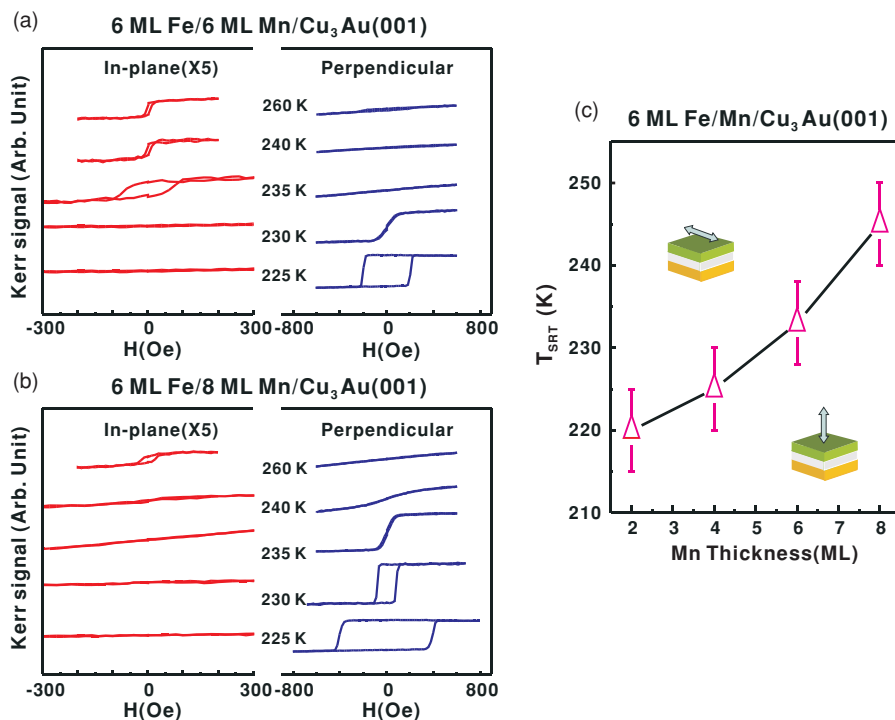 (a)
6 ML Fe/6 ML Mn/Cu₃Au(001)
In-plane(X5)
Perpendicular
260 K
240 K
235 K
230 K
225 K
Kerr signal (Arb. Unit)
-300 0 300 -800 0 800
H(Oe) H(Oe)
(b)
6 ML Fe/8 ML Mn/Cu₃Au(001)
In-plane(X5)
Perpendicular
260 K
240 K
235 K
230 K
225 K
Kerr signal (Arb. Unit)
-300 0 300 -800 0 800
H(Oe) H(Oe)
(c)
6 ML Fe/Mn/Cu₃Au(001)
250
240
230
220
210
T_SRT (K)
2 3 4 5 6 7 8
Mn Thickness(ML)